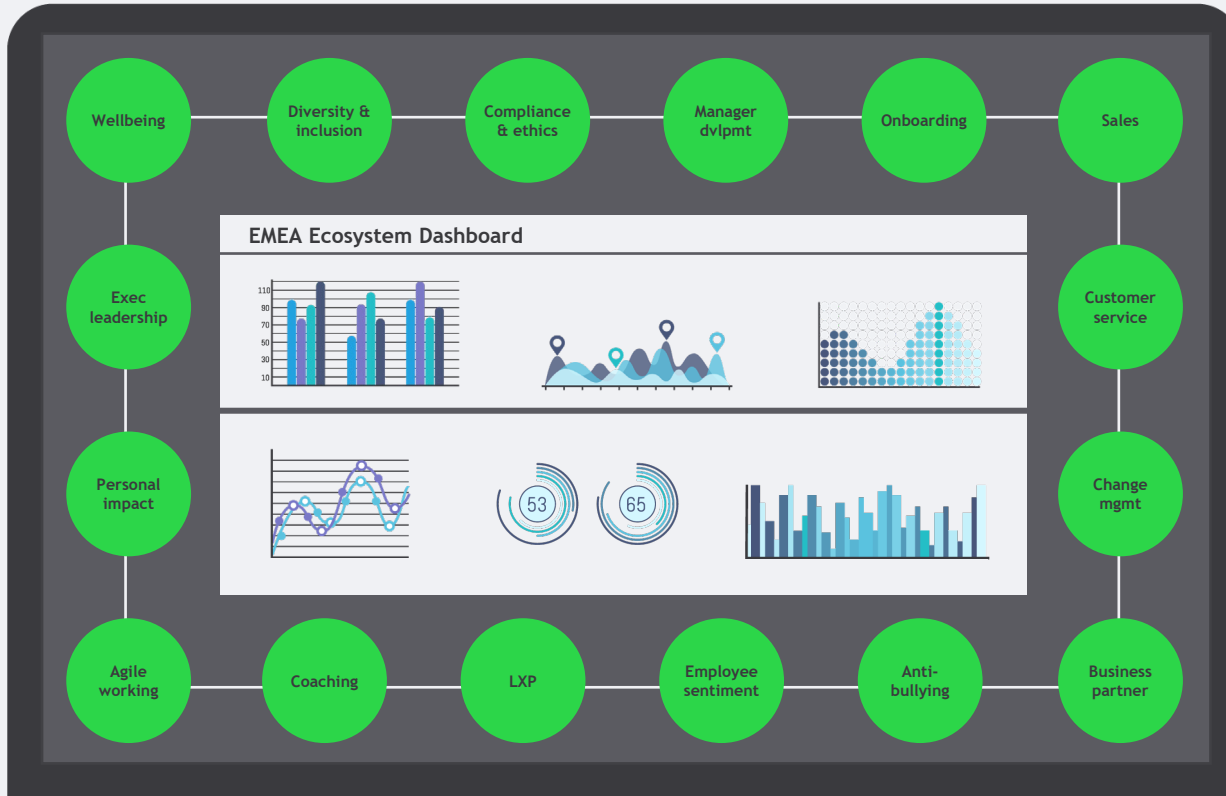 Wellbeing
Diversity &
inclusion
Compliance
& ethics
Manager
dvlpmt
Onboarding
Sales
EMEA Ecosystem Dashboard
Exec
leadership
110
90
70
50
30
10
Customer
service
Personal
impact
53
65
Change
mgmt
Agile
working
Coaching
LXP
Employee
sentiment
Anti-
bullying
Business
partner